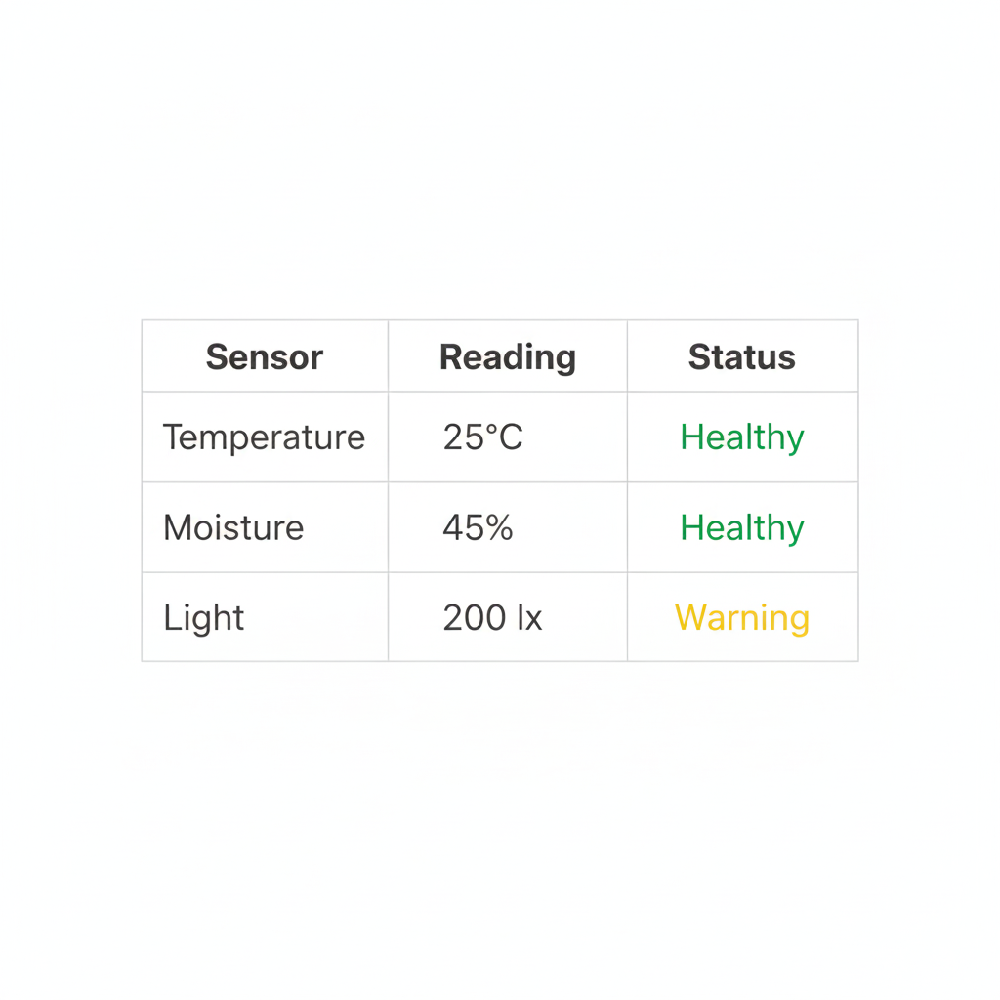 Sensor Reading Status
Temperature 25°C Healthy
Moisture 45% Healthy
Light 200 lx Warning